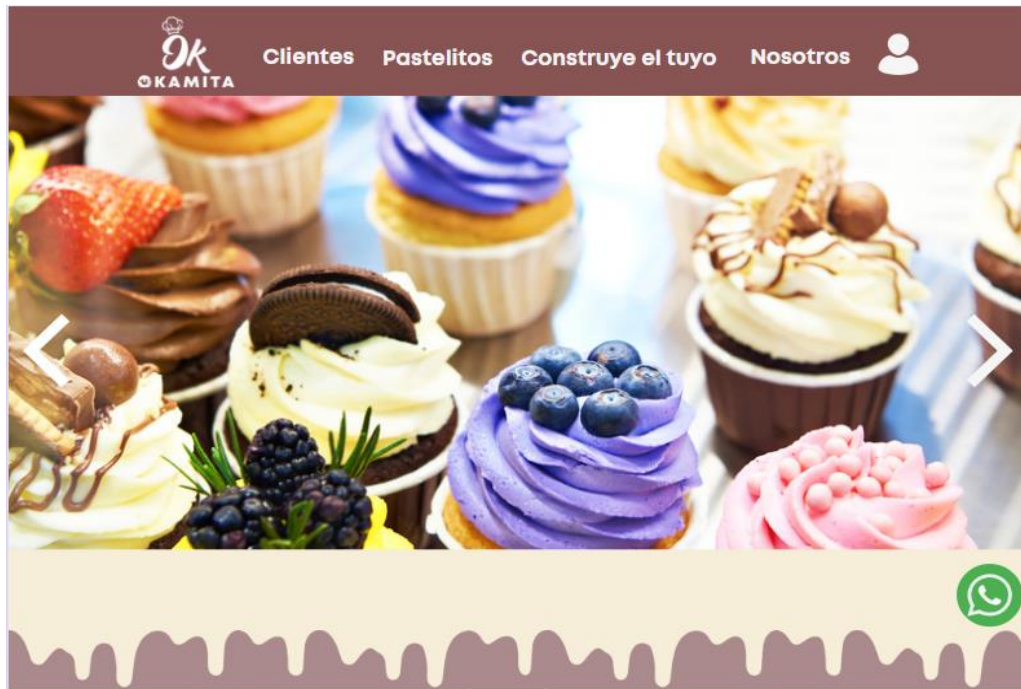 OK
OKAMITA
Clientes
Pastelitos
Construye el tuyo
Nosotros